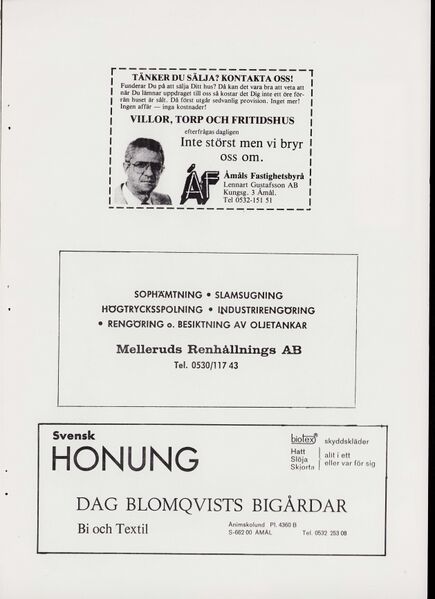 TÄNKER DU SÄLJA? KONTAKTA OSS!
Funderar Du på att sälja Ditt hus? Då kan det vara bra att veta att
när Du lämnar uppdraget till oss så kostar det Dig inte ett öre för-
rän huset är sålt. Då först utgår sedvanlig provision. Inget mer!
Ingen affär — inga kostnader!
VILLOR, TORP OCH FRITIDSHUS
efterfrågas dagligen
Inte störst men vi bryr
oss om.
ÅF
Åmåls Fastighetsbyrå
Lennart Gustafsson AB
Kungsg. 3 Åmål.
Tel 0532-151 51
SOPHÄMTNING • SLAMSUGNING
HÖGTRYCKSSPOLNING • INDUSTRIRENGÖRING
• RENGÖRING o. BESIKTNING AV OLJETANKAR
Melleruds Renhållnings AB
Tel. 0530/117 43
Svensk
HONUNG
biotex® skyddskläder
Hatt
Slöja
Skjorta
allt i ett
eller var för sig
DAG BLOMQVISTS BIGÅRDAR
Bi och Textil
Ånimskolund Pl. 4360 B
S-662 00 ÅMÅL
Tel. 0532 253 08